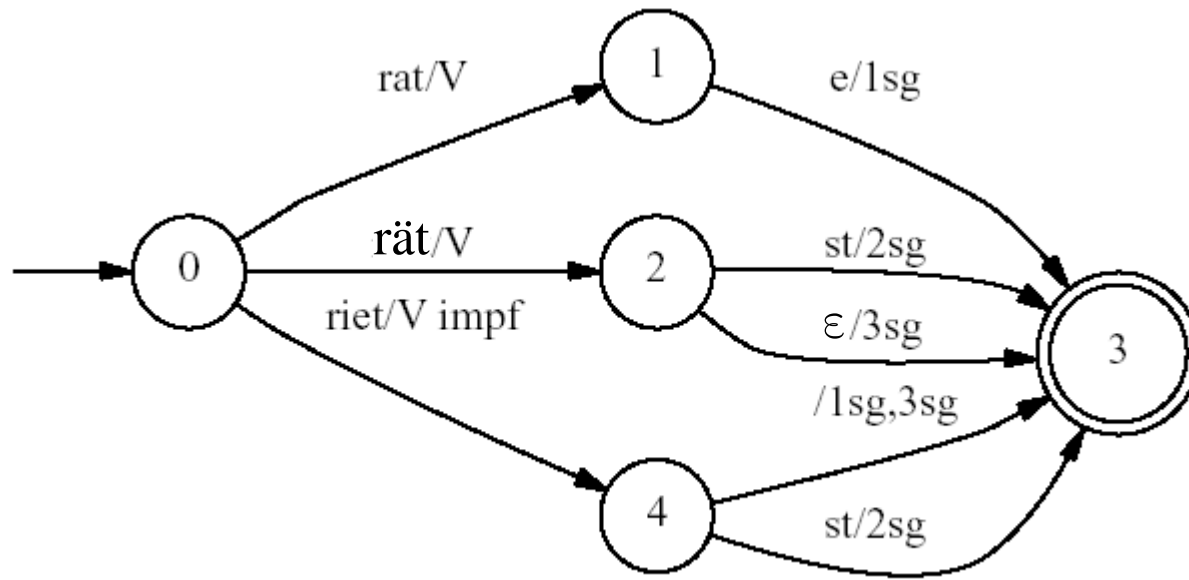 1
rat/V
e/1sg
0
rät/V
2
st/2sg
riet/V impf
ε/3sg
3
/1sg,3sg
4
st/2sg